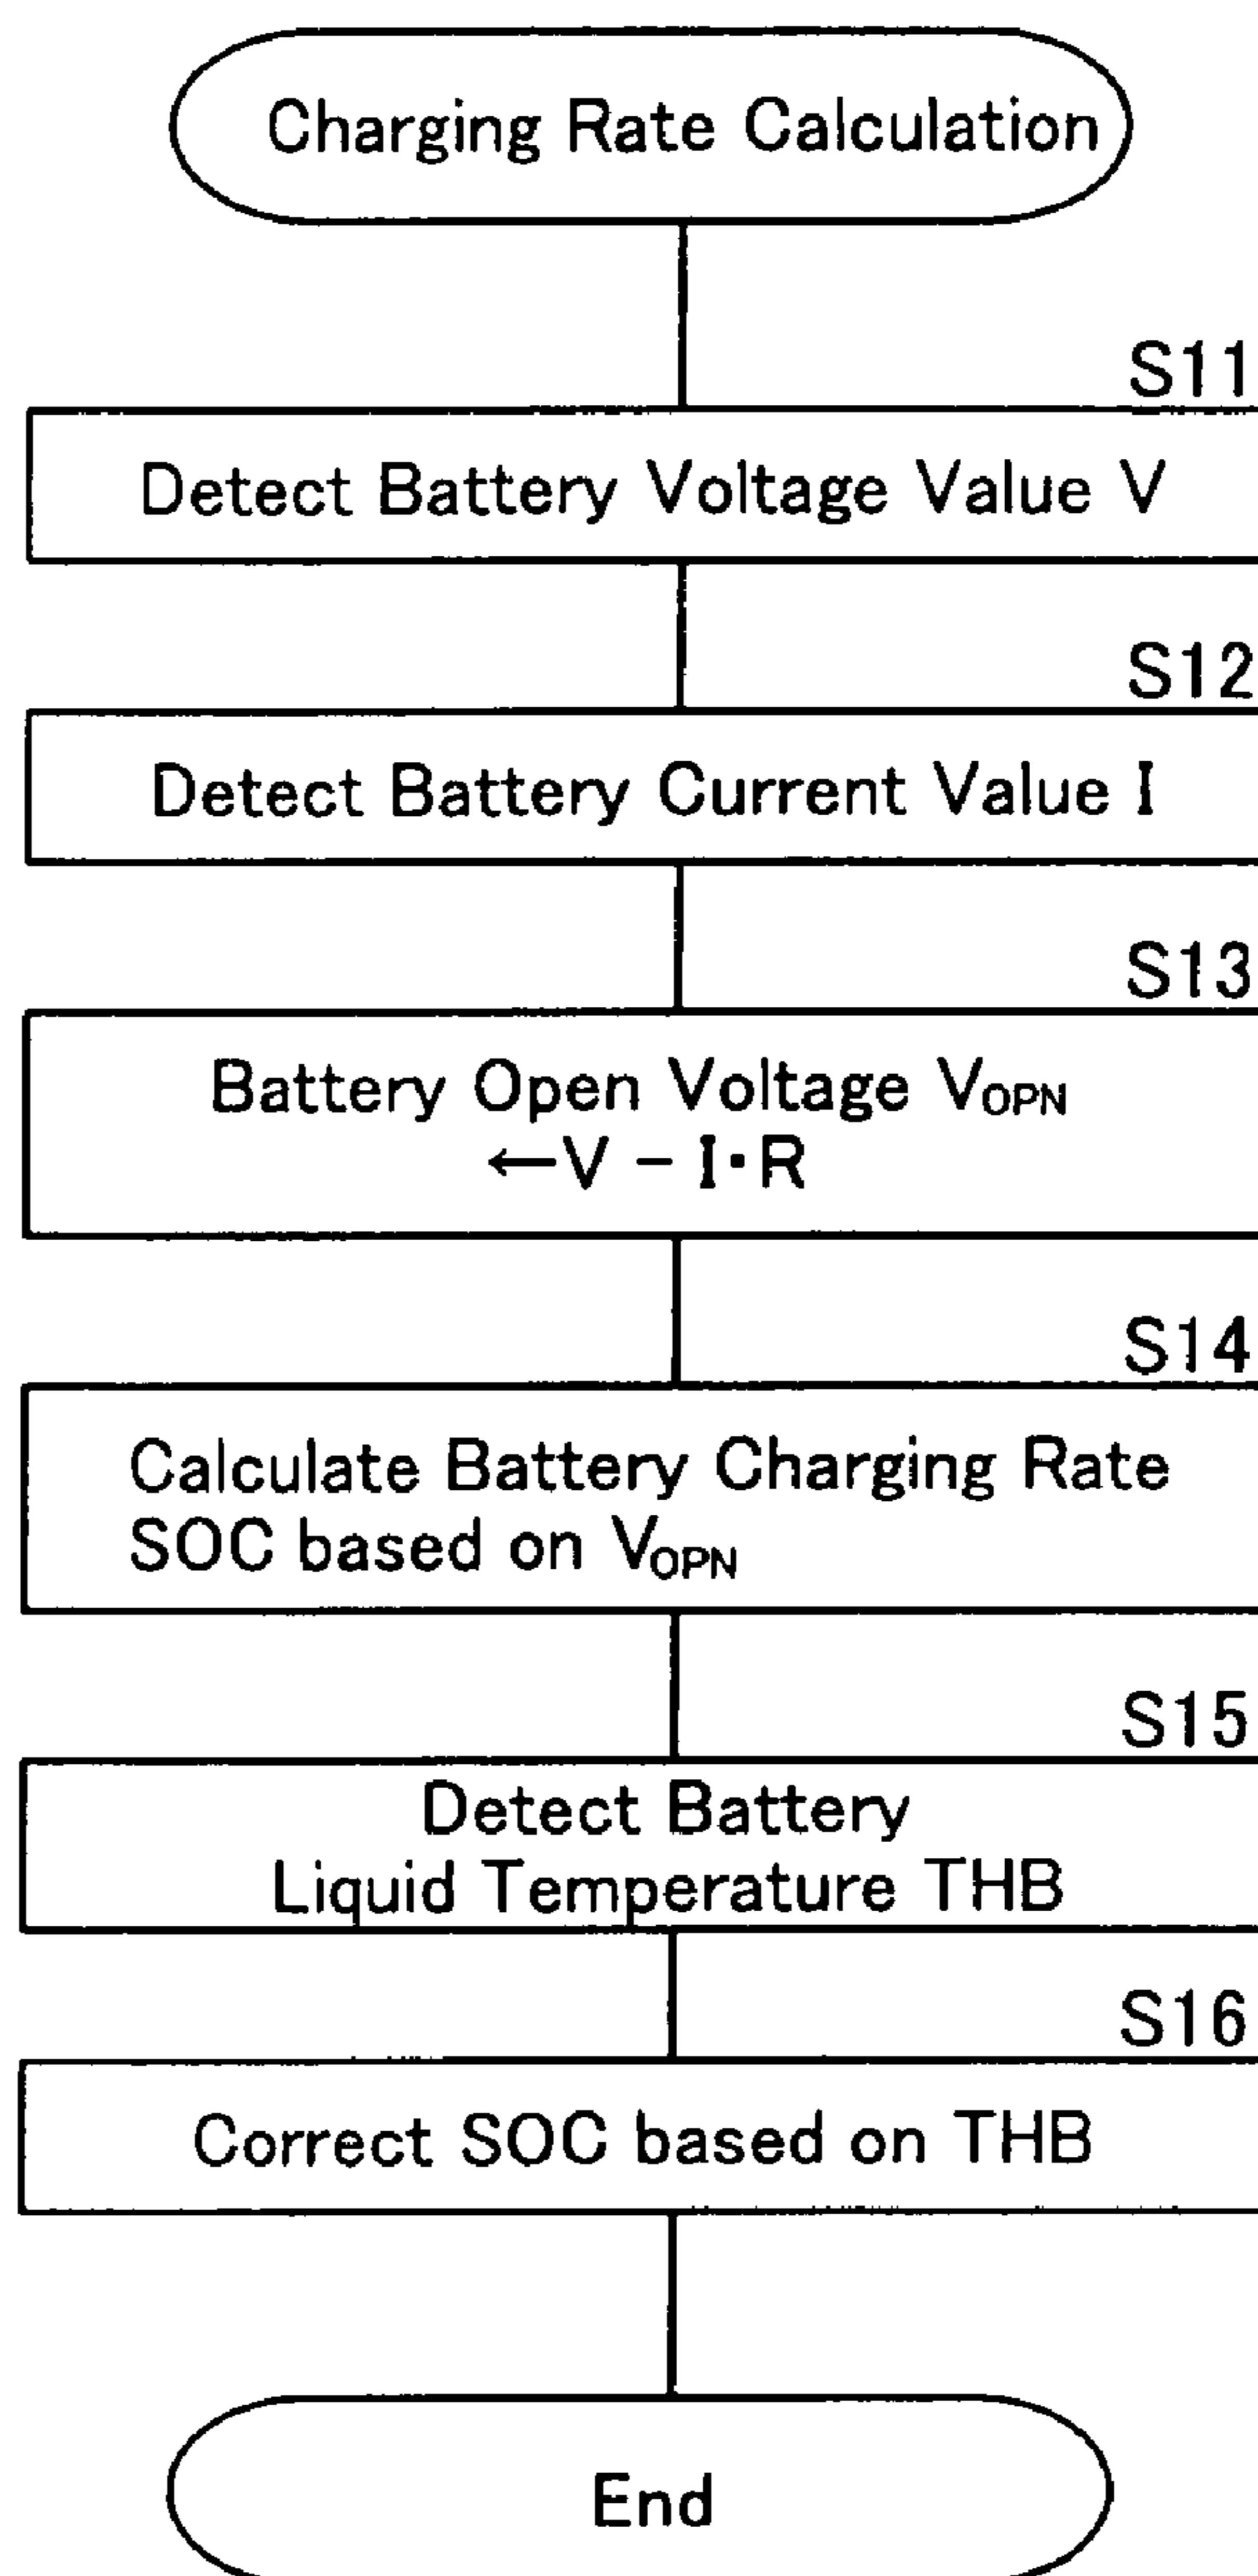 Charging Rate Calculation
S11
Detect Battery Voltage Value V
S12
Detect Battery Current Value I
S13
Battery Open Voltage VOPN
←V − I·R
S14
Calculate Battery Charging Rate
SOC based on VOPN
S15
Detect Battery
Liquid Temperature THB
S16
Correct SOC based on THB
End